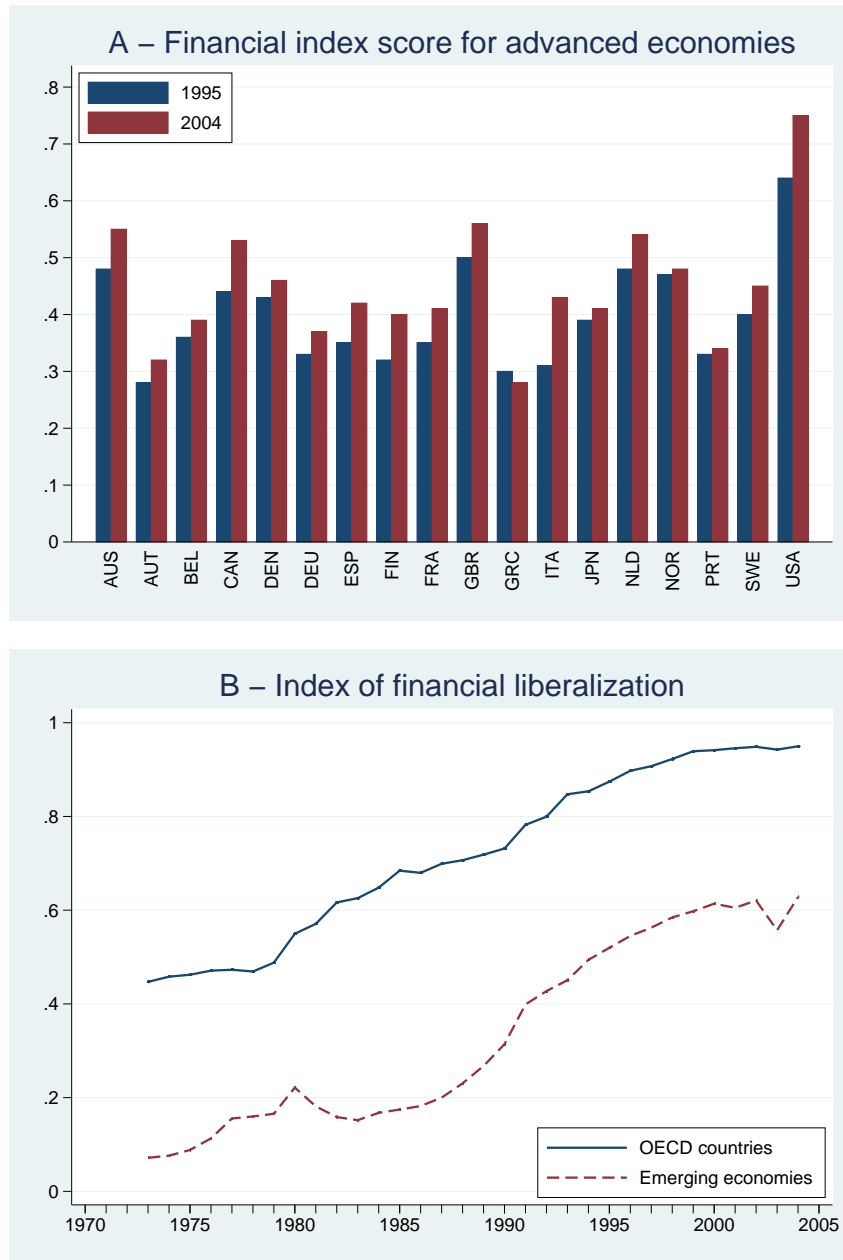 A – Financial index score for advanced economies
1995
2004
.8
.7
.6
.5
.4
.3
.2
.1
0
AUS AUT BEL CAN DEN DEU ESP FIN FRA GBR GRC ITA JPN NLD NOR PRT SWE USA
B – Index of financial liberalization
1
.8
.6
.4
.2
0
OECD countries
Emerging economies
1970 1975 1980 1985 1990 1995 2000 2005